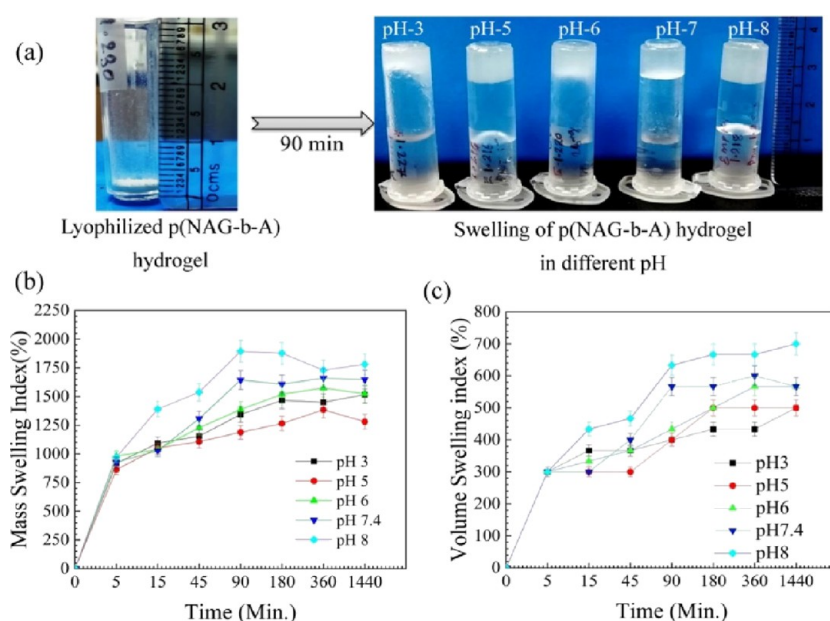 (a)
pH-3 pH-5 pH-6 pH-7 pH-8
90 min
Lyophilized p(NAG-b-A)
hydrogel
Swelling of p(NAG-b-A) hydrogel
in different pH
(b)
Mass Swelling Index(%)
2250
2000
1750
1500
1250
1000
750
500
250
0
0 5 15 45 90 180 360 1440
Time (Min.)
pH 3
pH 5
pH 6
pH 7.4
pH 8
(c)
Volume Swelling index (%)
800
700
600
500
400
300
200
100
0
0 5 15 45 90 180 360 1440
Time (Min.)
pH3
pH5
pH6
pH7.4
pH8